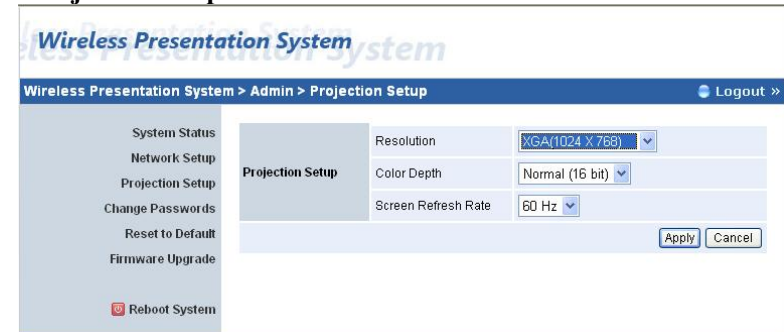 Wireless Presentation System
Wireless Presentation System > Admin > Projection Setup
Logout »
System Status
Network Setup
Projection Setup
Change Passwords
Reset to Default
Firmware Upgrade
Reboot System
Projection Setup
Resolution XGA(1024 X 768)
Color Depth Normal (16 bit)
Screen Refresh Rate 60 Hz
Apply Cancel